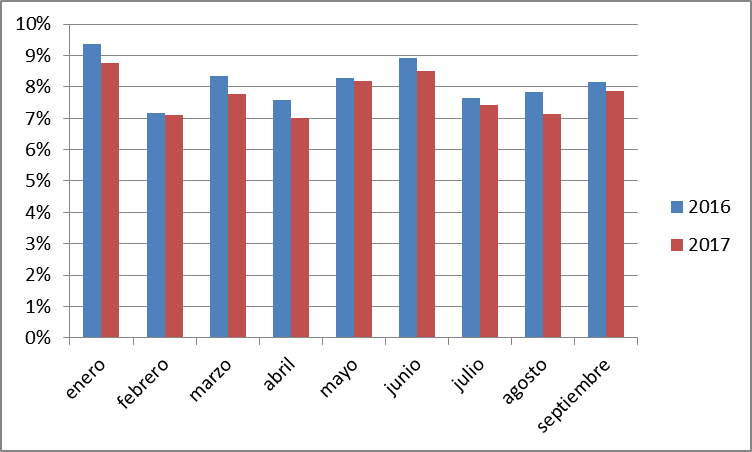 10%
9%
8%
7%
6%
5%
4%
3%
2%
1%
0%
enero
febrero
marzo
abril
mayo
junio
julio
agosto
septiembre
2016
2017